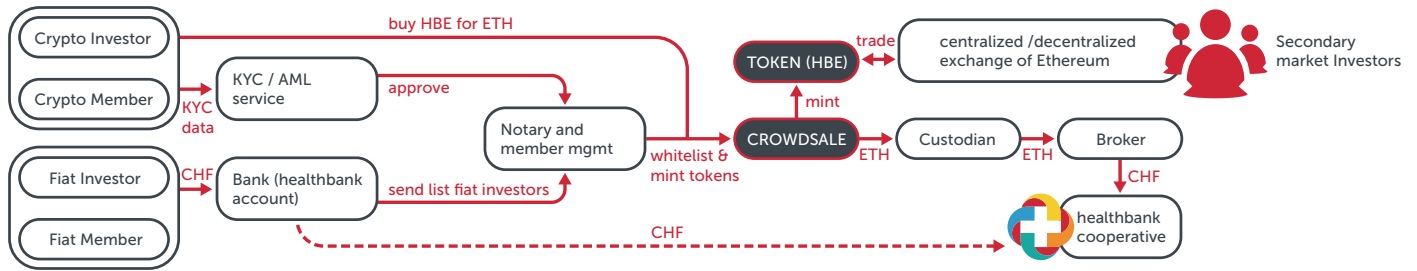 buy HBE for ETH
Crypto Investor
Crypto Member
KYC
data
KYC / AML
service
approve
Fiat Investor
Fiat Member
CHF
Bank (healthbank
account)
send list fiat investors
Notary and
member mgmt
whitelist &
mint tokens
TOKEN (HBE)
trade
centralized /decentralized
exchange of Ethereum
Secondary
market Investors
mint
CROWDSALE
ETH
Custodian
ETH
Broker
CHF
healthbank
cooperative
CHF